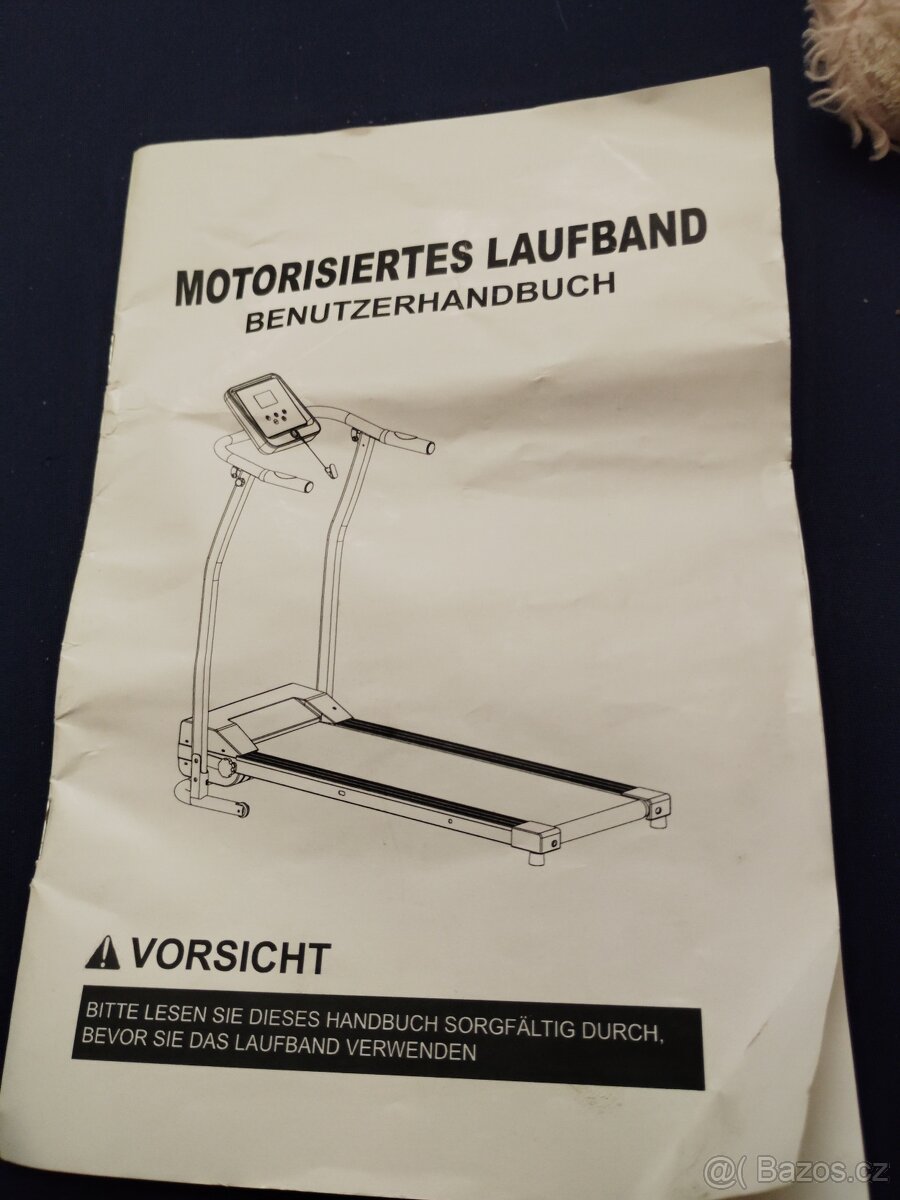 MOTORISIERTES LAUFBAND
BENUTZERHANDBUCH
VORSICHT
BITTE LESEN SIE DIESES HANDBUCH SORGFÄLTIG DURCH,
BEVOR SIE DAS LAUFBAND VERWENDEN
@( Bazos.cz